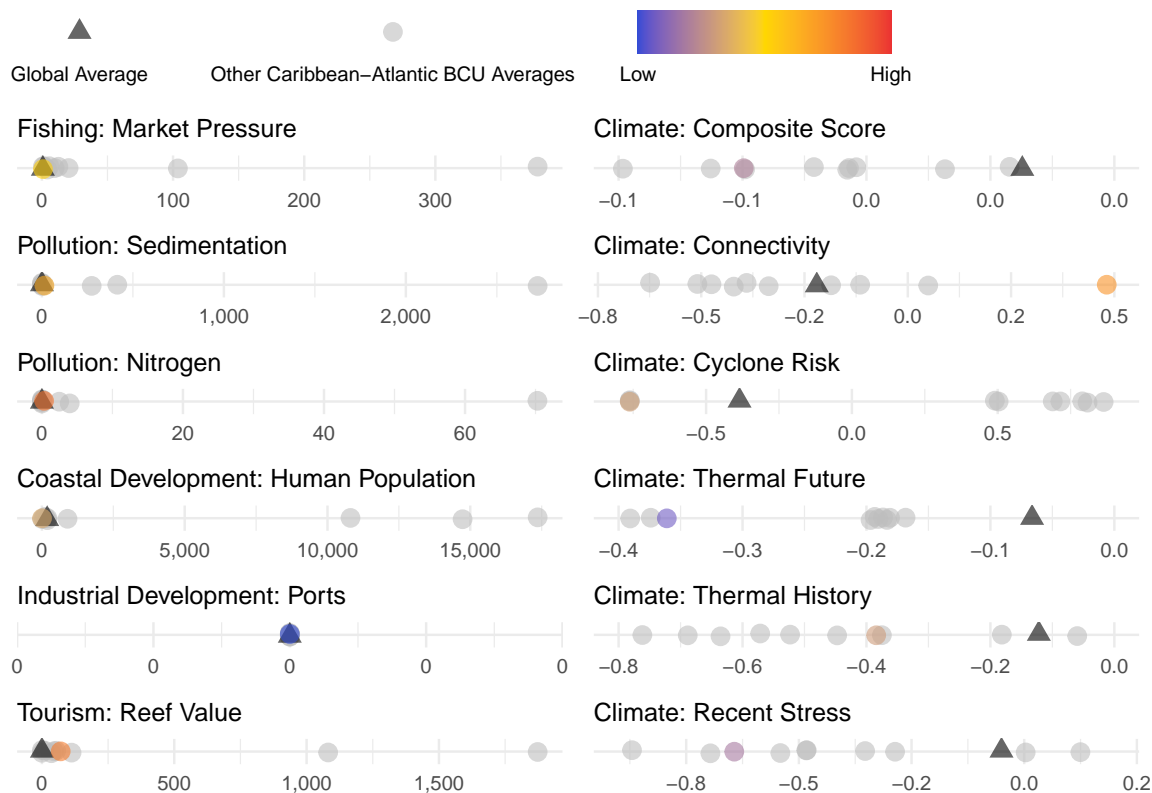 Global Average
Other Caribbean−Atlantic BCU Averages
Low
High
Fishing: Market Pressure
0 100 200 300
Pollution: Sedimentation
0 1,000 2,000
Pollution: Nitrogen
0 20 40 60
Coastal Development: Human Population
0 5,000 10,000 15,000
Industrial Development: Ports
0 0 0 0 0
Tourism: Reef Value
0 500 1,000 1,500
Climate: Composite Score
−0.1 −0.1 0.0 0.0 0.0
Climate: Connectivity
−0.8 −0.5 −0.2 0.0 0.2 0.5
Climate: Cyclone Risk
−0.5 0.0 0.5
Climate: Thermal Future
−0.4 −0.3 −0.2 −0.1 0.0
Climate: Thermal History
−0.8 −0.6 −0.4 −0.2 0.0
Climate: Recent Stress
−0.8 −0.5 −0.2 0.0 0.2